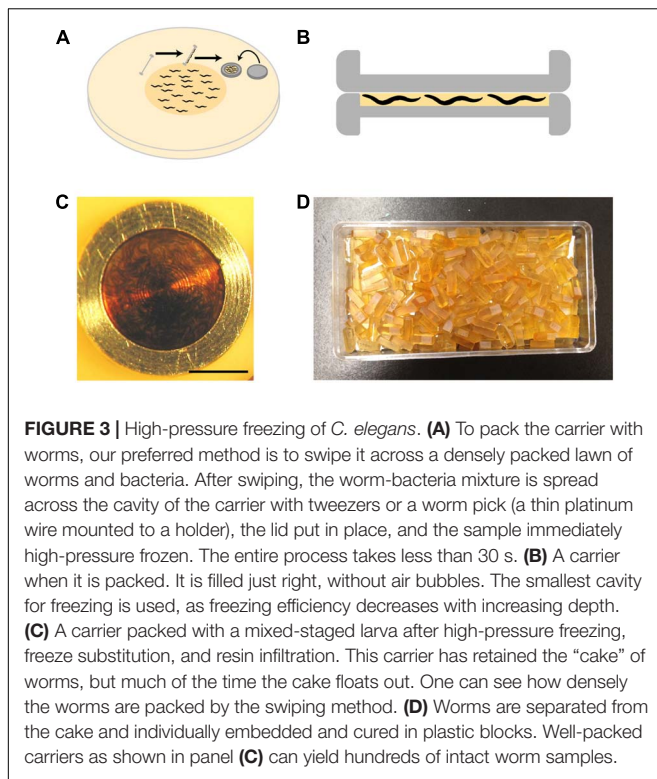 A
B
C
D
FIGURE 3 | High-pressure freezing of C. elegans. (A) To pack the carrier with
worms, our preferred method is to swipe it across a densely packed lawn of
worms and bacteria. After swiping, the worm-bacteria mixture is spread
across the cavity of the carrier with tweezers or a worm pick (a thin platinum
wire mounted to a holder), the lid put in place, and the sample immediately
high-pressure frozen. The entire process takes less than 30 s. (B) A carrier
when it is packed. It is filled just right, without air bubbles. The smallest cavity
for freezing is used, as freezing efficiency decreases with increasing depth.
(C) A carrier packed with a mixed-staged larva after high-pressure freezing,
freeze substitution, and resin infiltration. This carrier has retained the “cake” of
worms, but much of the time the cake floats out. One can see how densely
the worms are packed by the swiping method. (D) Worms are separated from
the cake and individually embedded and cured in plastic blocks. Well-packed
carriers as shown in panel (C) can yield hundreds of intact worm samples.